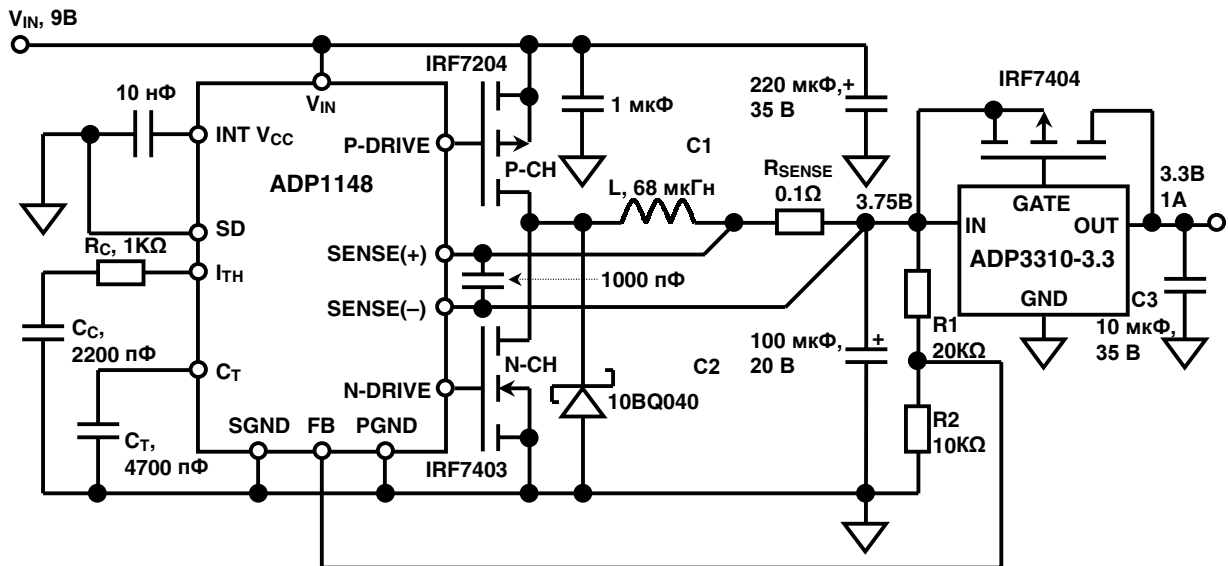 VIN, 9В
IRF7204
IRF7404
10 нФ
VIN
INT VCC
P-DRIVE
P-CH
1 мкФ
220 мкФ,+
35 В
C1
ADP1148
RSENSE
0.1Ω
L, 68 мкГн
3.75В
3.3В
1А
GATE
IN
OUT
ADP3310-3.3
GND
SD
RC, 1KΩ
ITH
SENSE(+)
1000 пФ
SENSE(–)
CC,
2200 пФ
R1
20KΩ
C3
10 мкФ,
35 В
100 мкФ,
20 В
+
C2
N-CH
CT
N-DRIVE
10BQ040
R2
10KΩ
SGND
FB
PGND
CT,
4700 пФ
IRF7403